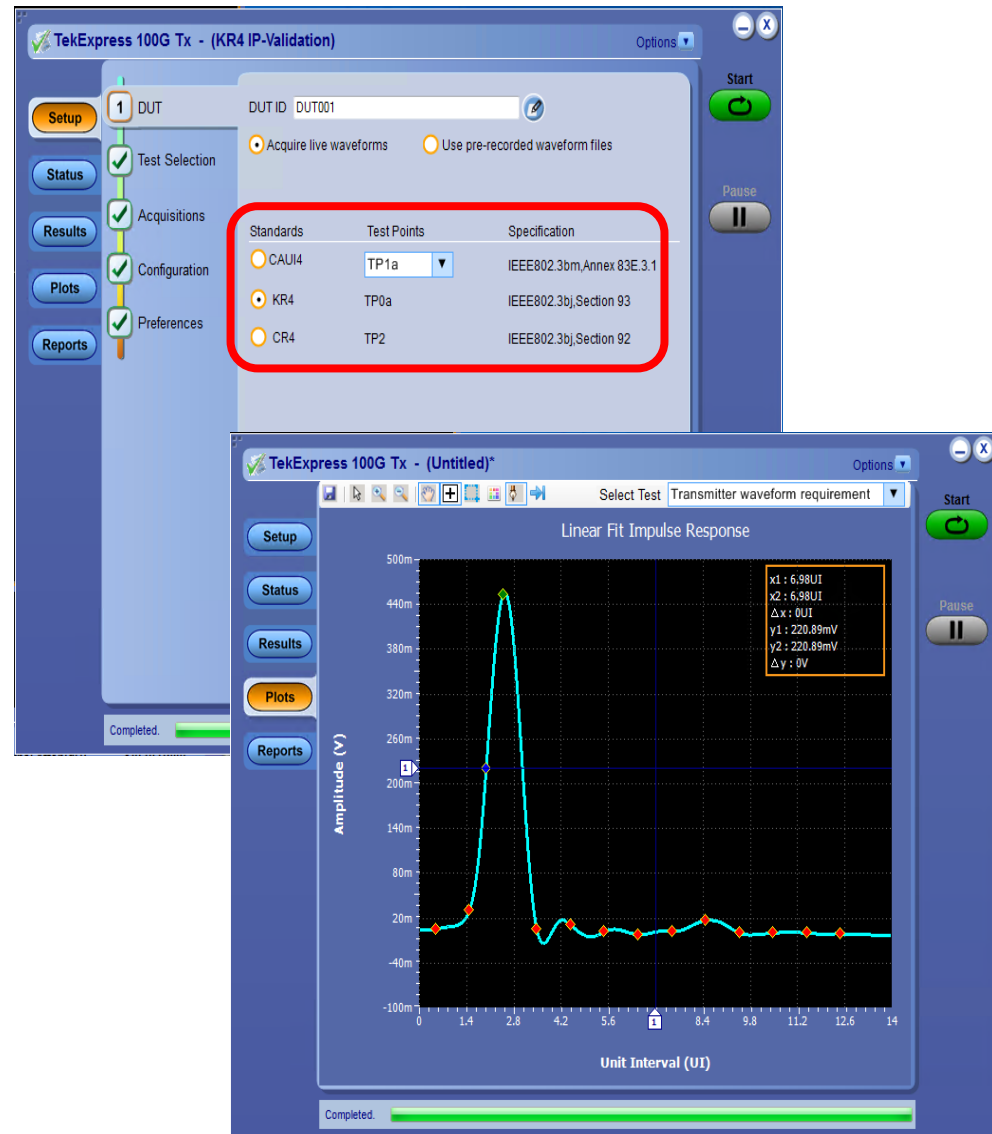 TekExpress 100G Tx - (KR4 IP-Validation)
Options
Start
Setup
Status
Results
Plots
Reports
1 DUT
Test Selection
Acquisitions
Configuration
Preferences
DUT ID DUT001
Acquire live waveforms Use pre-recorded waveform files
Pause
Standards Test Points Specification
CAUI4 TP1a IEEE802.3bm,Annex 83E.3.1
KR4 TP0a IEEE802.3bj,Section 93
CR4 TP2 IEEE802.3bj,Section 92
Completed.
TekExpress 100G Tx - (Untitled)*
Options
Select Test Transmitter waveform requirement
Start
Setup
Status
Results
Plots
Reports
Pause
Linear Fit Impulse Response
x1 : 6.98UI
x2 : 6.98UI
Δx : 0UI
y1 : 220.89mV
y2 : 220.89mV
Δy : 0V
Amplitude (V)
500m
440m
380m
320m
260m
1
200m
140m
80m
20m
-40m
-100m
0 1.4 2.8 4.2 5.6 1 8.4 9.8 11.2 12.6 14
Unit Interval (UI)
Completed.